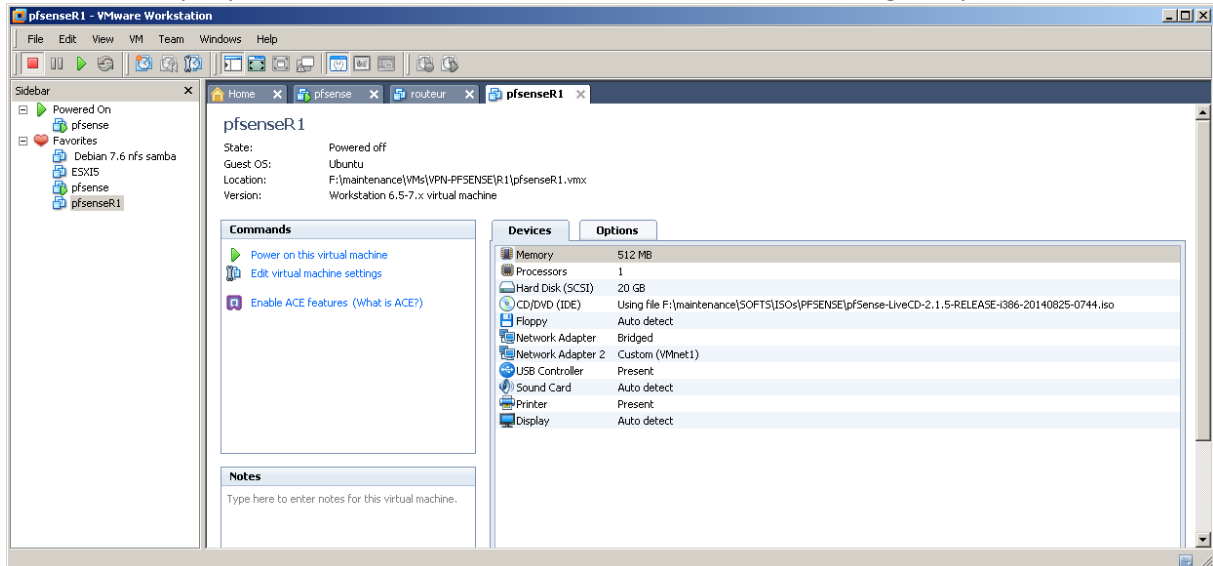 pfsenseR1 - VMware Workstation
File Edit View VM Team Windows Help
Sidebar
Powered On
pfsense
Favorites
Debian 7.6 nfs samba
ESXI5
pfsense
pfsenseR1
Home pfsense routeur pfsenseR1
pfsenseR1
State: Powered off
Guest OS: Ubuntu
Location: F:\maintenance\VMs\VPN-PFSENSE\R1\pfsenseR1.vmx
Version: Workstation 6.5-7.x virtual machine
Commands
Power on this virtual machine
Edit virtual machine settings
Enable ACE features (What is ACE?)
Notes
Type here to enter notes for this virtual machine.
Devices Options
Memory 512 MB
Processors 1
Hard Disk (SCSI) 20 GB
CD/DVD (IDE) Using file F:\maintenance\SOFTS\ISOs\PFSENSE\pfSense-LiveCD-2.1.5-RELEASE-i386-20140825-0744.iso
Floppy Auto detect
Network Adapter Bridged
Network Adapter 2 Custom (VMnet1)
USB Controller Present
Sound Card Auto detect
Printer Present
Display Auto detect